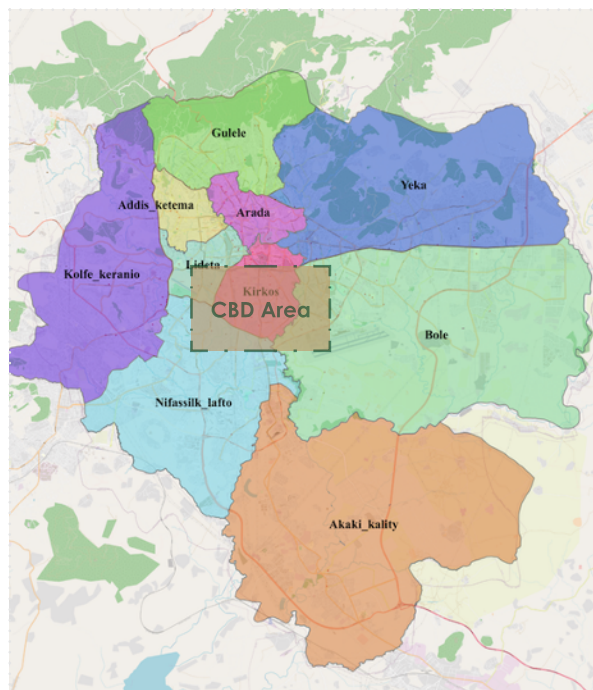 Gulele
Yeka
Addis_ketema
Arada
Lideta
Kolfe_keranio
Kirkos
CBD Area
Bole
Nifassilk_lafto
Akaki_kality